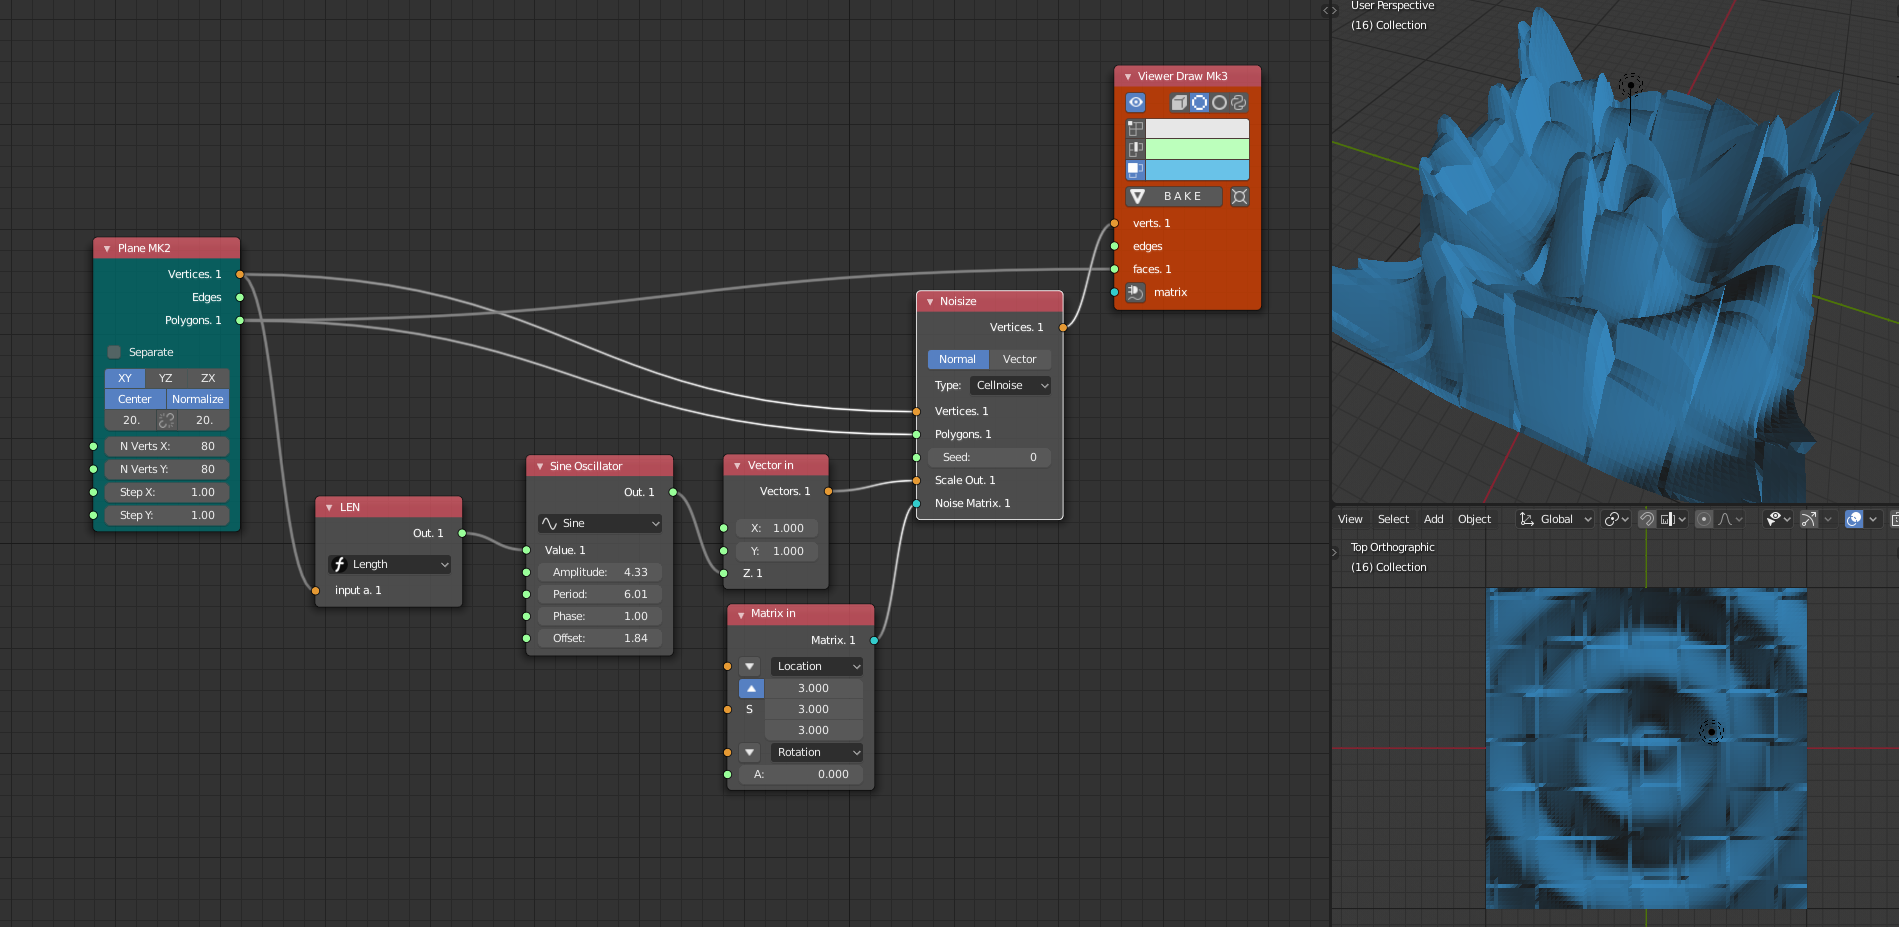 Plane MK2
Vertices. 1
Edges
Polygons. 1
Separate
XY YZ ZX
Center Normalize
20. 20.
N Verts X: 80
N Verts Y: 80
Step X: 1.00
Step Y: 1.00
LEN
Out. 1
Length
input a. 1
Sine Oscillator
Out. 1
Sine
Value. 1
Amplitude: 4.33
Period: 6.01
Phase: 1.00
Offset: 1.84
Vector in
Vectors. 1
X: 1.000
Y: 1.000
Z. 1
Matrix in
Matrix. 1
Location
3.000
S 3.000
3.000
Rotation
A: 0.000
Noisize
Vertices. 1
Normal Vector
Type: Cellnoise
Vertices. 1
Polygons. 1
Seed: 0
Scale Out. 1
Noise Matrix. 1
Viewer Draw Mk3
BAKE
verts. 1
edges
faces. 1
matrix
User Perspective
(16) Collection
View Select Add Object Global
Top Orthographic
(16) Collection